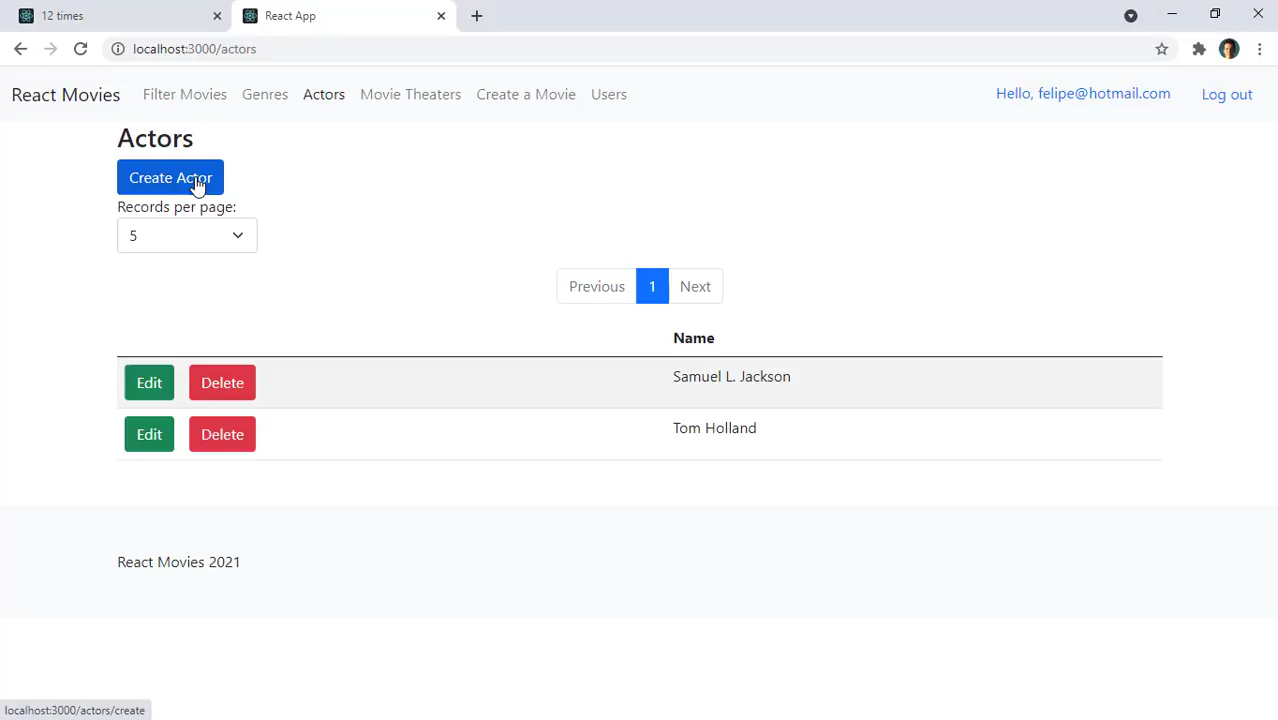 12 times
React App
localhost:3000/actors
React Movies Filter Movies Genres Actors Movie Theaters Create a Movie Users Hello, felipe@hotmail.com Log out
Actors
Create Actor
Records per page:
5
Previous 1 Next
Name
Edit Delete Samuel L. Jackson
Edit Delete Tom Holland
React Movies 2021
localhost:3000/actors/create